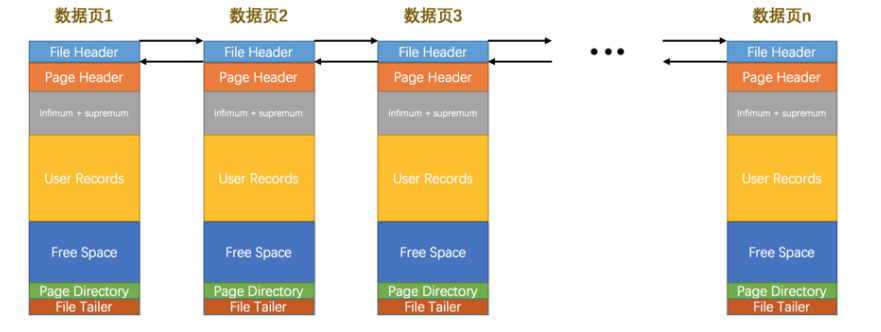 数据页1 数据页2 数据页3 数据页n
File Header File Header File Header File Header
Page Header Page Header Page Header Page Header
Infimum + supremum Infimum + supremum Infimum + supremum Infimum + supremum
User Records User Records User Records User Records
Free Space Free Space Free Space Free Space
Page Directory Page Directory Page Directory Page Directory
File Tailer File Tailer File Tailer File Tailer